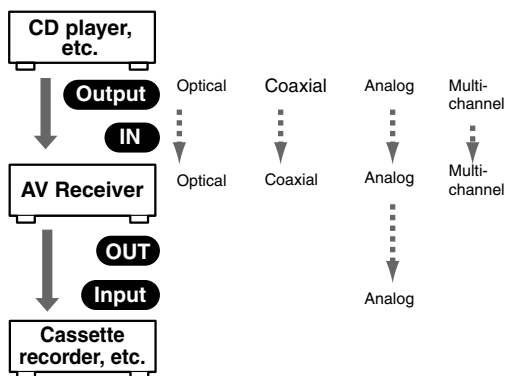 CD player,
etc.
Output
Optical
Coaxial
Analog
Multi-
channel
IN
AV Receiver
Optical
Coaxial
Analog
Multi-
channel
OUT
Input
Analog
Cassette
recorder, etc.